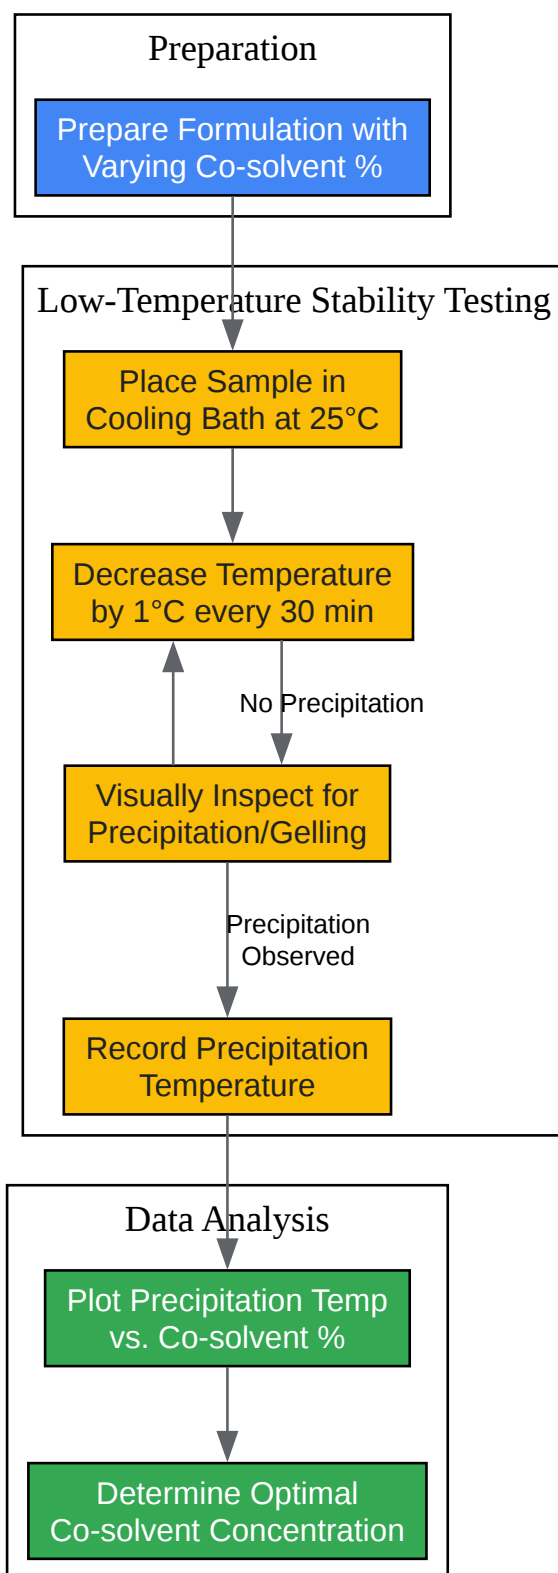 Preparation
Prepare Formulation with
Varying Co-solvent %
Low-Temperature Stability Testing
Place Sample in
Cooling Bath at 25°C
Decrease Temperature
by 1°C every 30 min
No Precipitation
Visually Inspect for
Precipitation/Gelling
Precipitation
Observed
Record Precipitation
Temperature
Data Analysis
Plot Precipitation Temp
vs. Co-solvent %
Determine Optimal
Co-solvent Concentration